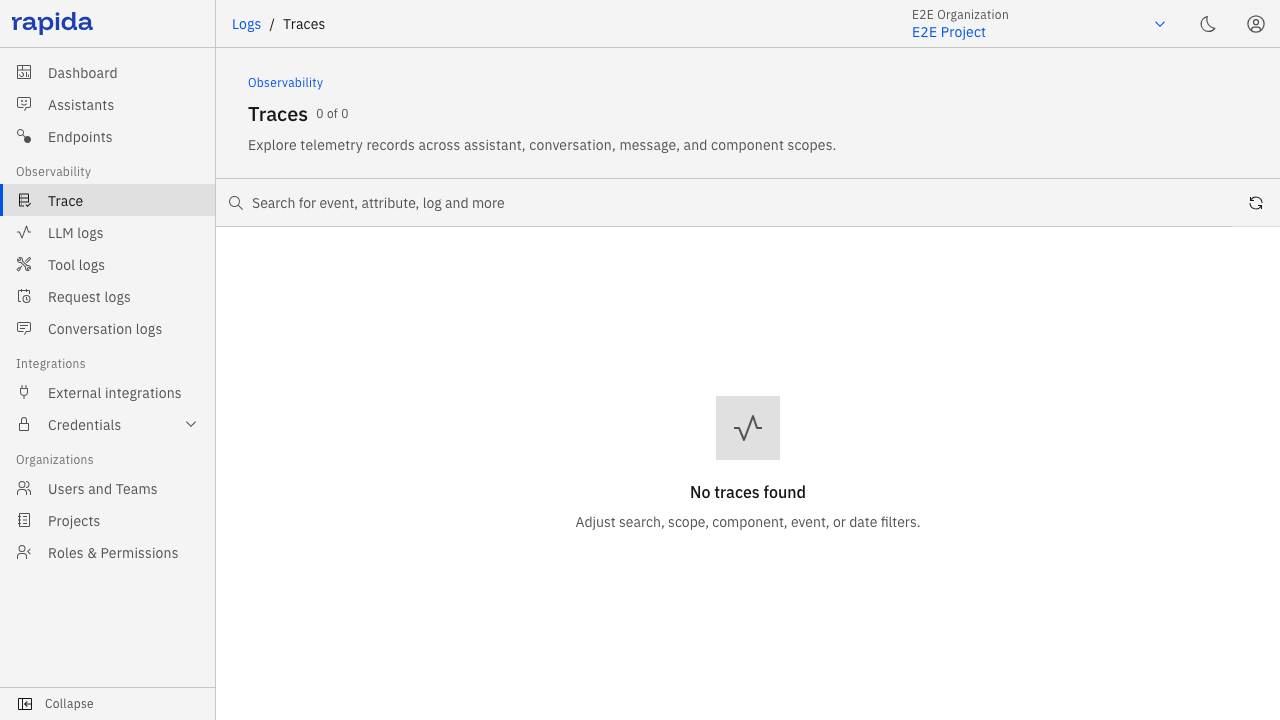 rapida
Logs / Traces
E2E Organization
E2E Project
Dashboard
Assistants
Endpoints
Observability
Trace
LLM logs
Tool logs
Request logs
Conversation logs
Integrations
External integrations
Credentials
Organizations
Users and Teams
Projects
Roles & Permissions
Collapse
Observability
Traces 0 of 0
Explore telemetry records across assistant, conversation, message, and component scopes.
Search for event, attribute, log and more
No traces found
Adjust search, scope, component, event, or date filters.